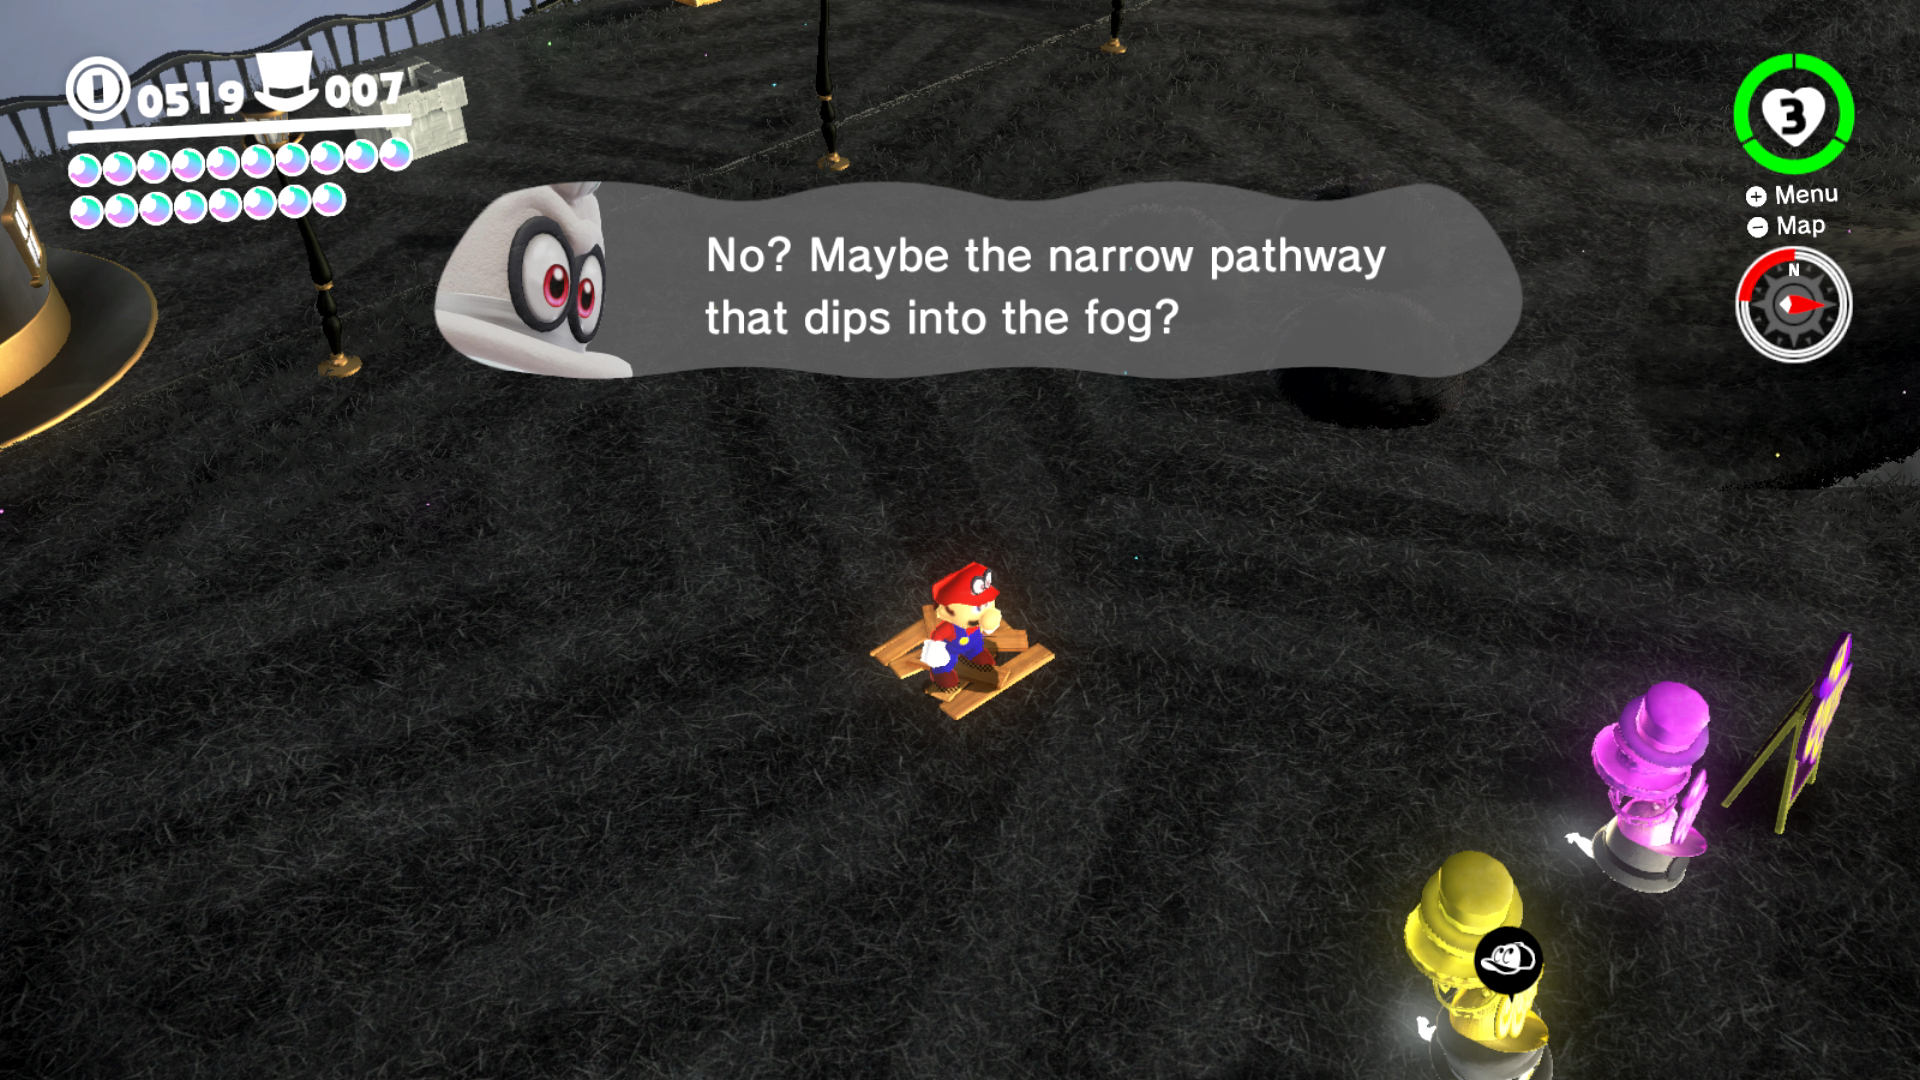 0519 007
3
+ Menu
- Map
N
No? Maybe the narrow pathway
that dips into the fog?